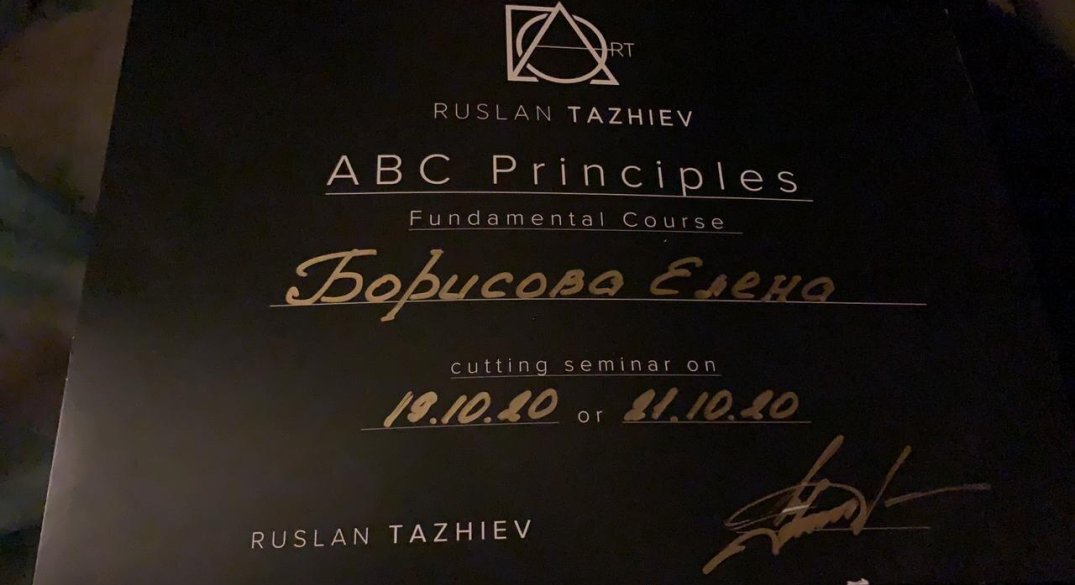 ART
RUSLAN TAZHIEV
ABC Principles
Fundamental Course
Борисова Елена
cutting seminar on
19.10.20 or 21.10.20
RUSLAN TAZHIEV